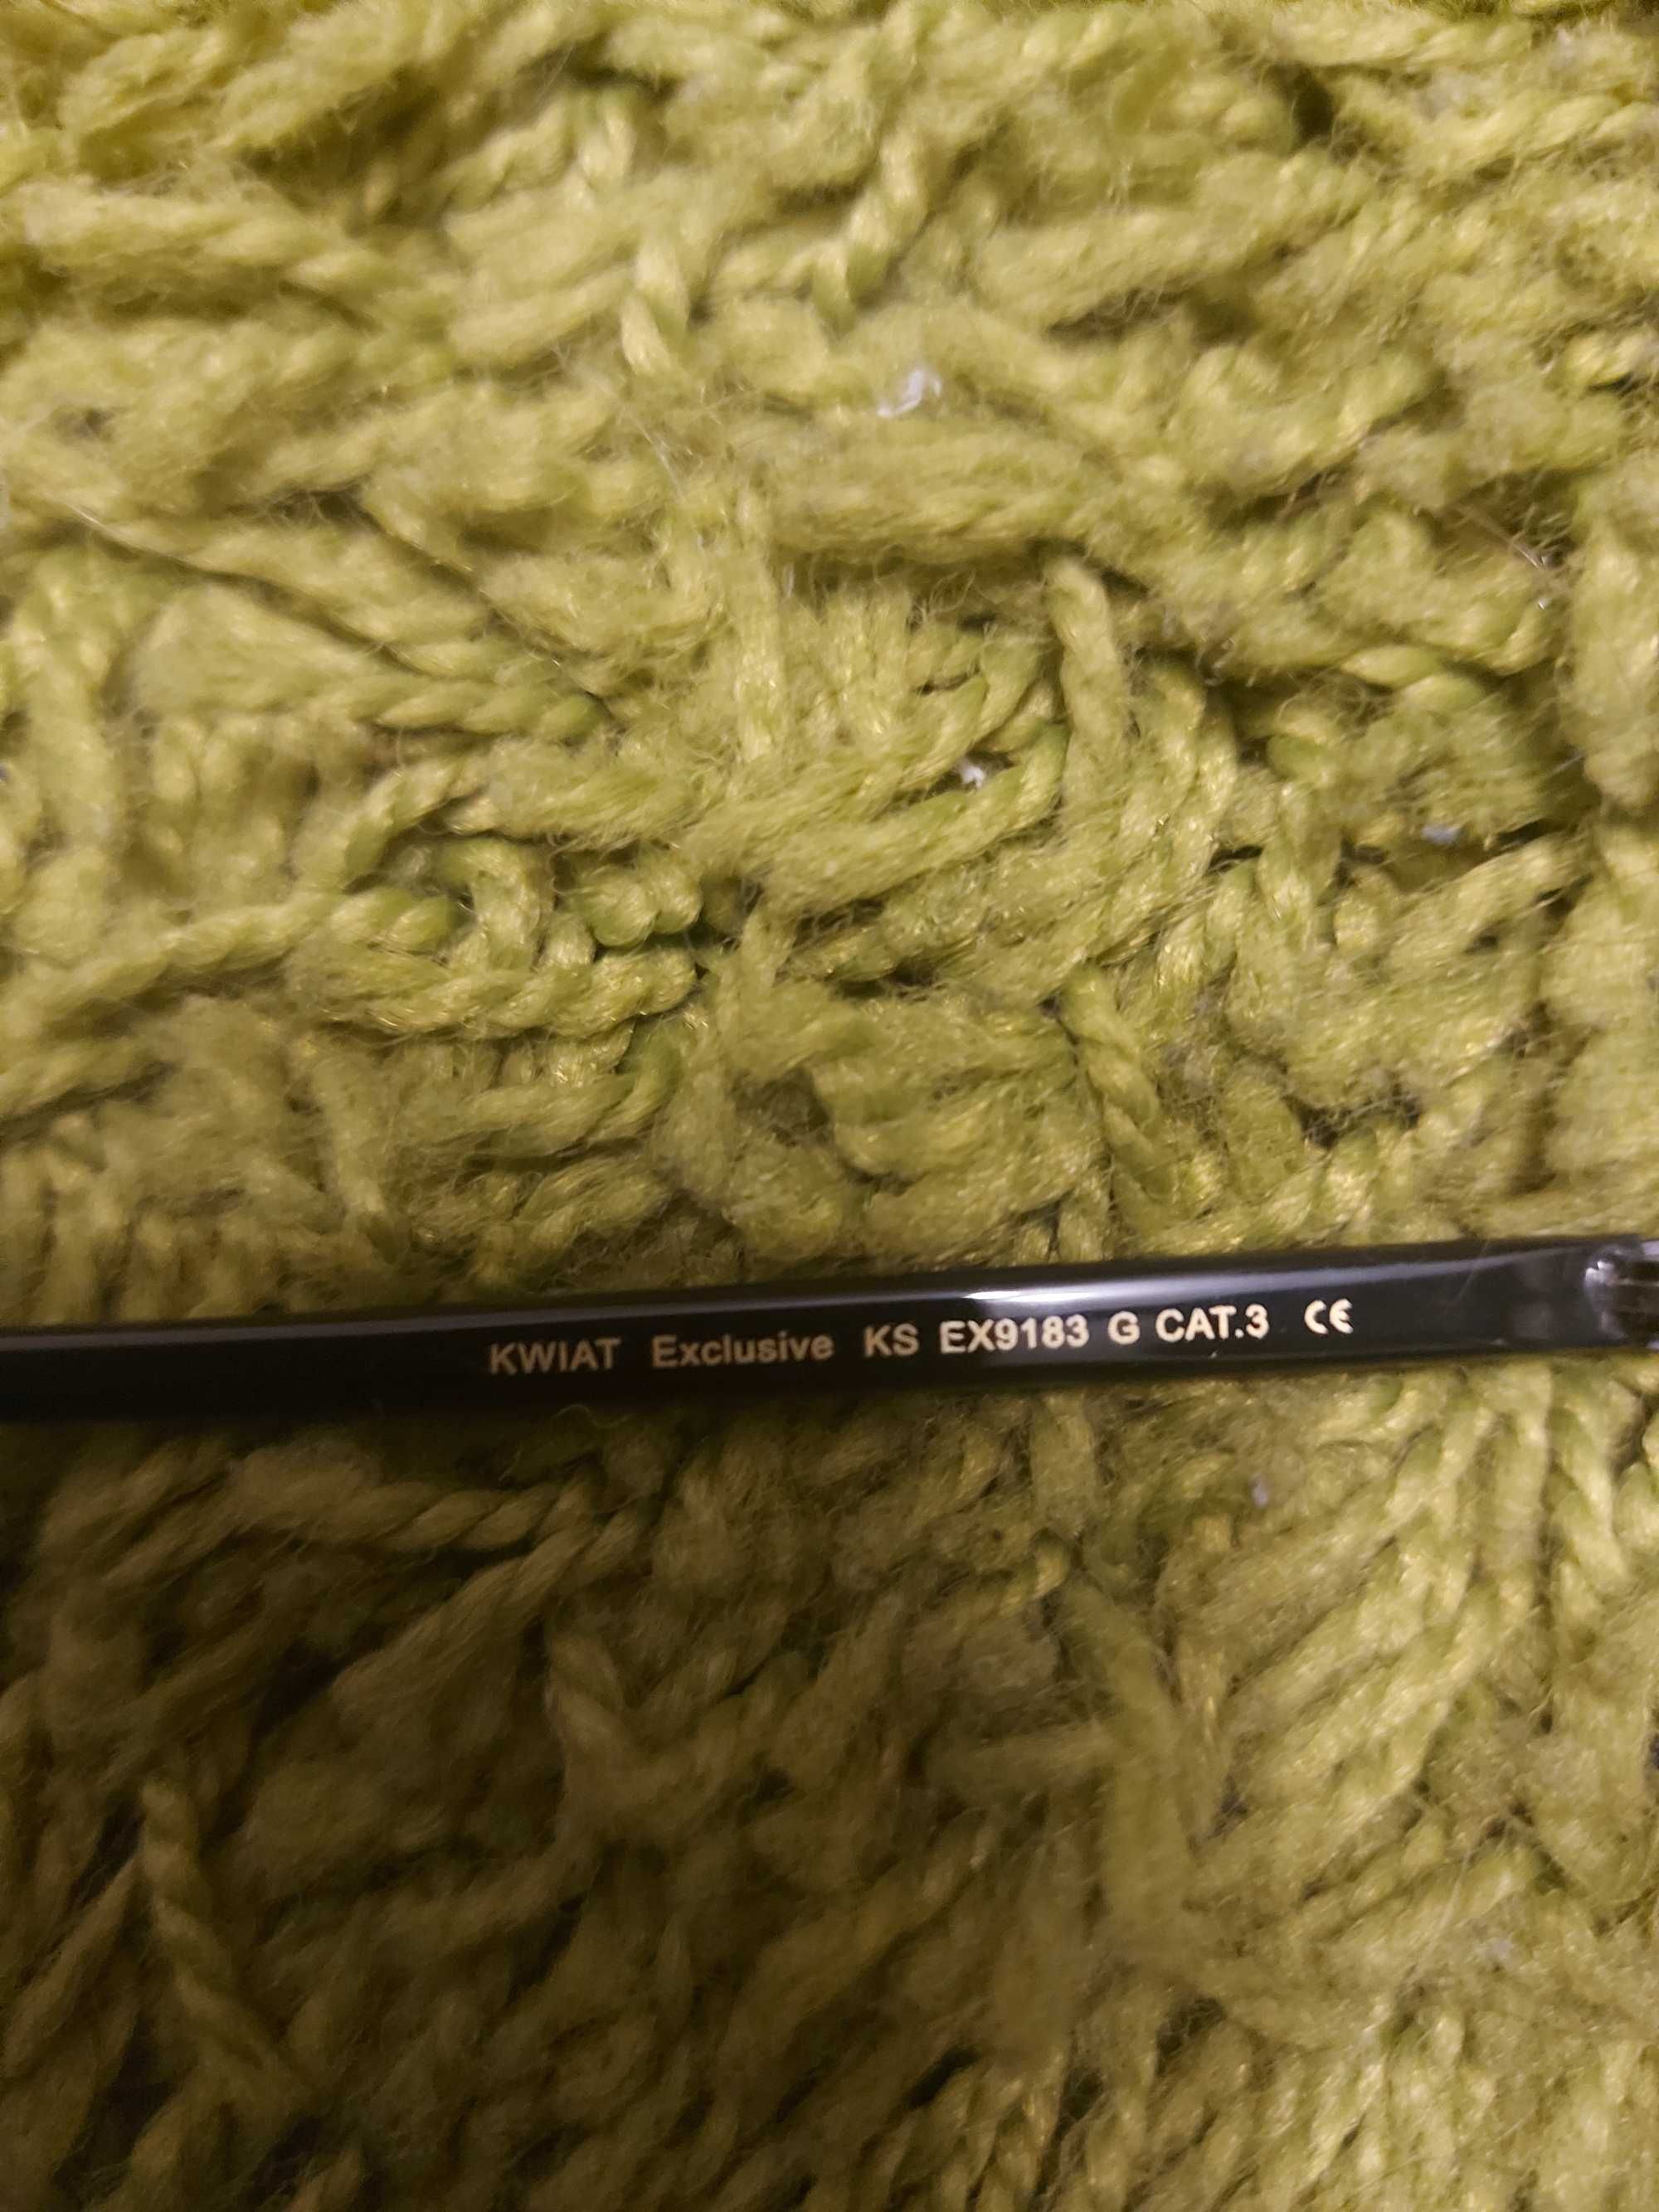 KWIAT Exclusive KS EX9183 G CAT.3 CE